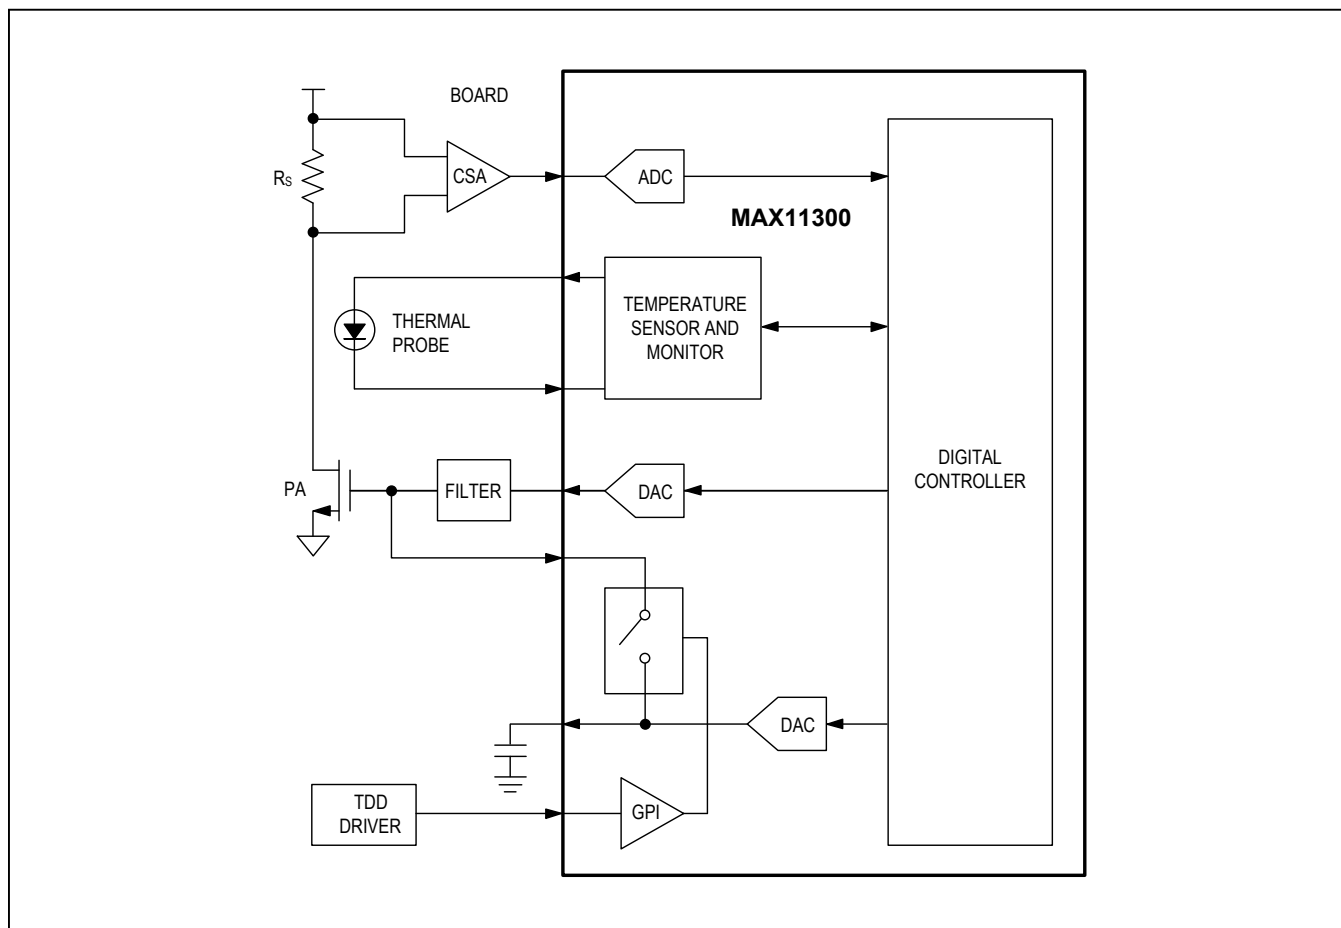 BOARD
RS
CSA
ADC
MAX11300
THERMAL
PROBE
TEMPERATURE
SENSOR AND
MONITOR
DIGITAL
CONTROLLER
PA
FILTER
DAC
DAC
TDD
DRIVER
GPI